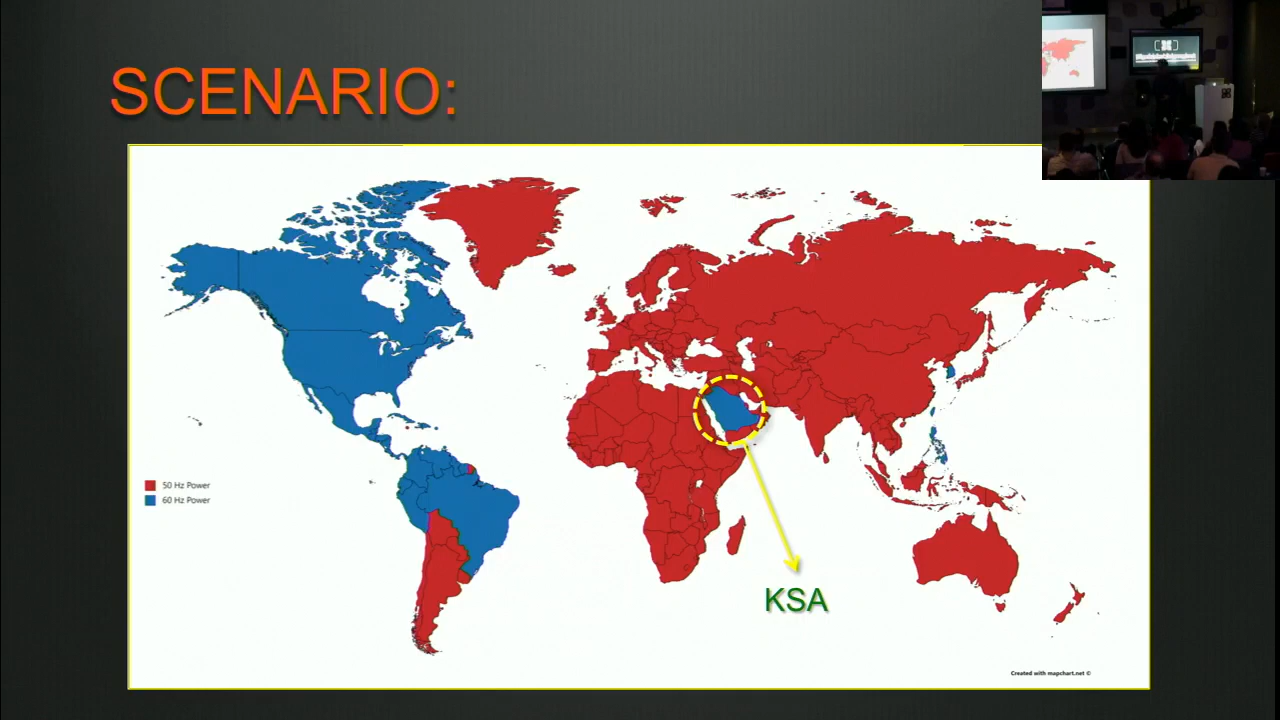 SCENARIO:
50 Hz Power
60 Hz Power
KSA
Created with mapchart.net ©